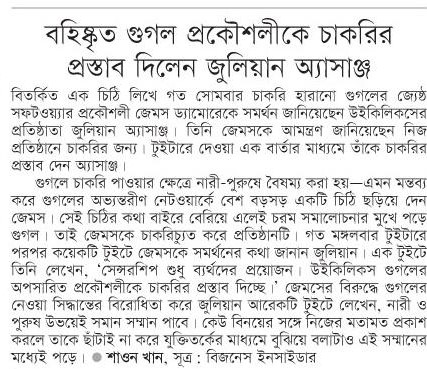 বহিষ্কৃত গুগল প্রকৌশলীকে চাকরির
প্রস্তাব দিলেন জুলিয়ান অ্যাসাঞ্জ
বিতর্কিত এক চিঠি লিখে গত সোমবার চাকরি হারানো গুগলের জ্যেষ্ঠ
সফটওয়্যার প্রকৌশলী জেমস ড্যামোরেকে সমর্থন জানিয়েছেন উইকিলিকসের
প্রতিষ্ঠাতা জুলিয়ান অ্যাসাঞ্জ। তিনি জেমসকে আমন্ত্রণ জানিয়েছেন নিজ
প্রতিষ্ঠানে চাকরির জন্য। টুইটারে দেওয়া এক বার্তার মাধ্যমে তাঁকে চাকরির
প্রস্তাব দেন অ্যাসাঞ্জ।
গুগলে চাকরি পাওয়ার ক্ষেত্রে নারী-পুরুষে বৈষম্য করা হয়—এমন মন্তব্য
করে গুগলের অভ্যন্তরীণ নেটওয়ার্কে বেশ বড়সড় একটি চিঠি ছড়িয়ে দেন
জেমস। সেই চিঠির কথা বাইরে বেরিয়ে এলেই চরম সমালোচনার মুখে পড়ে
গুগল। তাই জেমসকে চাকরিচ্যুত করে প্রতিষ্ঠানটি। গত মঙ্গলবার টুইটারে
পরপর কয়েকটি টুইটে জেমসকে সমর্থনের কথা জানান জুলিয়ান। এক টুইটে
তিনি লেখেন, ‘সেন্সরশিপ শুধু ব্যর্থদের প্রয়োজন। উইকিলিকস গুগলের
অপসারিত প্রকৌশলীকে চাকরির প্রস্তাব দিচ্ছে।’ জেমসের বিরুদ্ধে গুগলের
নেওয়া সিদ্ধান্তের বিরোধিতা করে জুলিয়ান আরেকটি টুইটে লেখেন, নারী ও
পুরুষ উভয়েই সমান সম্মান পাবে। কেউ বিনয়ের সঙ্গে নিজের মতামত প্রকাশ
করলে তাকে ছাঁটাই না করে যুক্তিতর্কের মাধ্যমে বুঝিয়ে বলাটাও এই সম্মানের
মধ্যেই পড়ে। ● শাওন খান, সূত্র : বিজনেস ইনসাইডার